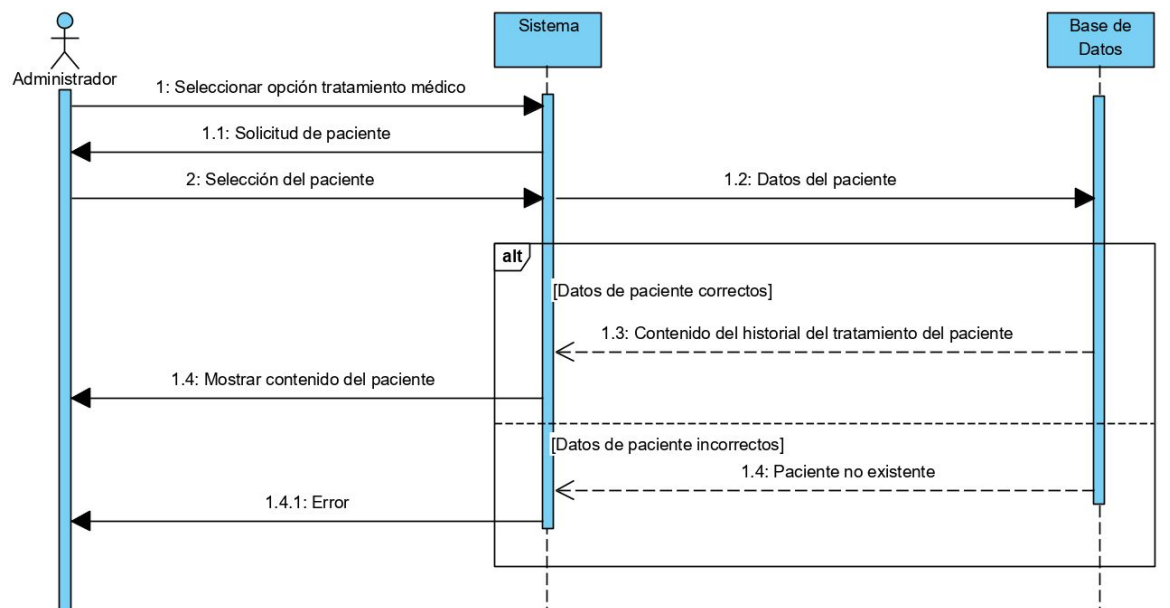 Sistema
Base de
Datos
Administrador
1: Seleccionar opción tratamiento médico
1.1: Solicitud de paciente
2: Selección del paciente
1.2: Datos del paciente
alt
[Datos de paciente correctos]
1.3: Contenido del historial del tratamiento del paciente
1.4: Mostrar contenido del paciente
[Datos de paciente incorrectos]
1.4: Paciente no existente
1.4.1: Error